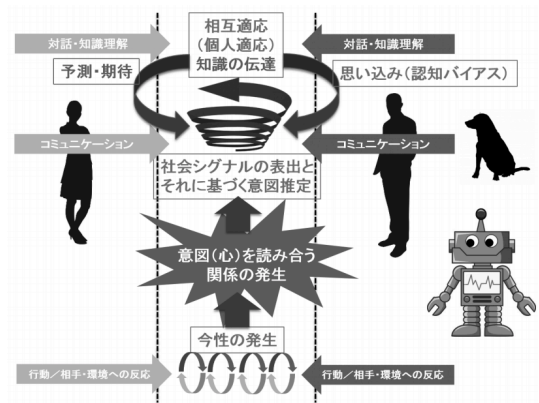 相互適応
（個人適応）
知識の伝達
対話・知識理解
対話・知識理解
予測・期待
思い込み（認知バイアス）
コミュニケーション
コミュニケーション
社会シグナルの表出と
それに基づく意図推定
意図（心）を読み合う
関係の発生
今性の発生
行動／相手・環境への反応
行動／相手・環境への反応